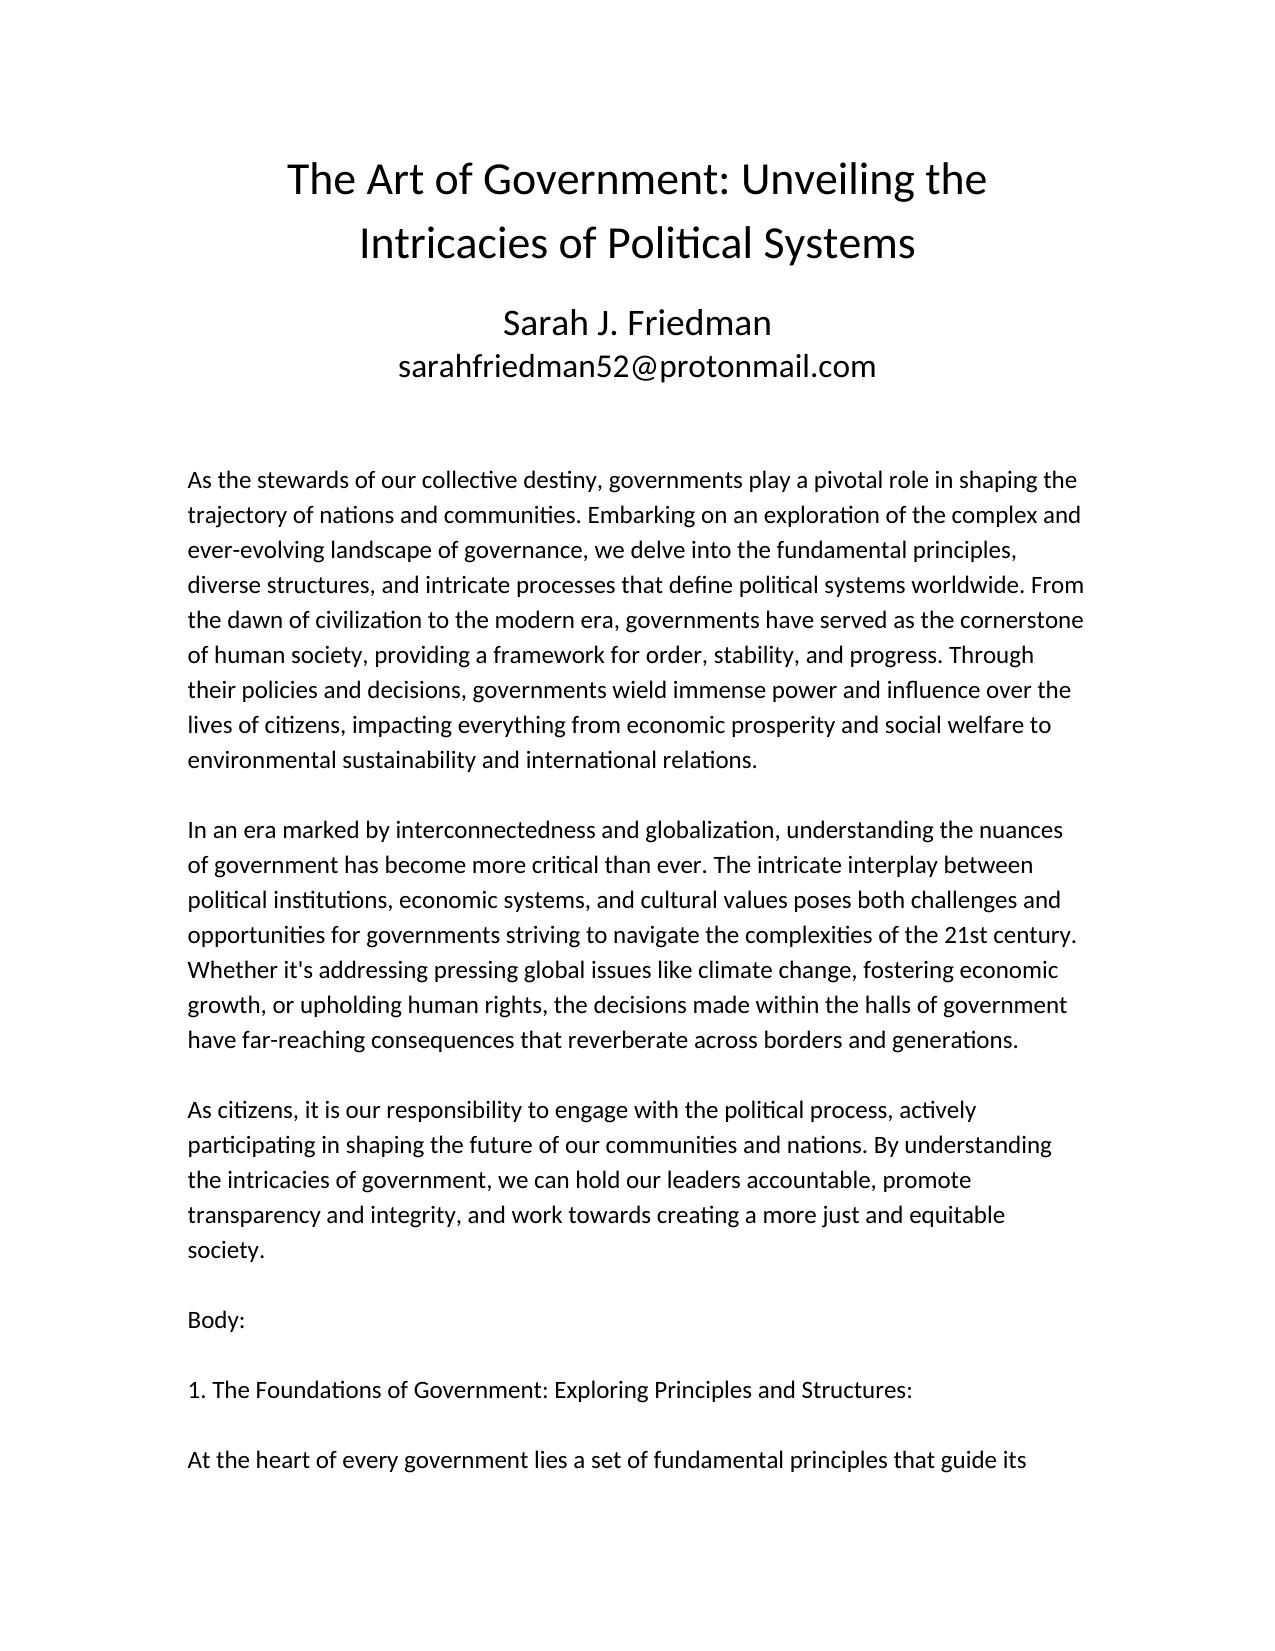 The Art of Government: Unveiling the
Intricacies of Political Systems
Sarah J. Friedman
sarahfriedman52@protonmail.com
As the stewards of our collective destiny, governments play a pivotal role in shaping the
trajectory of nations and communities. Embarking on an exploration of the complex and
ever-evolving landscape of governance, we delve into the fundamental principles,
diverse structures, and intricate processes that define political systems worldwide. From
the dawn of civilization to the modern era, governments have served as the cornerstone
of human society, providing a framework for order, stability, and progress. Through
their policies and decisions, governments wield immense power and influence over the
lives of citizens, impacting everything from economic prosperity and social welfare to
environmental sustainability and international relations.
In an era marked by interconnectedness and globalization, understanding the nuances
of government has become more critical than ever. The intricate interplay between
political institutions, economic systems, and cultural values poses both challenges and
opportunities for governments striving to navigate the complexities of the 21st century.
Whether it's addressing pressing global issues like climate change, fostering economic
growth, or upholding human rights, the decisions made within the halls of government
have far-reaching consequences that reverberate across borders and generations.
As citizens, it is our responsibility to engage with the political process, actively
participating in shaping the future of our communities and nations. By understanding
the intricacies of government, we can hold our leaders accountable, promote
transparency and integrity, and work towards creating a more just and equitable
society.
Body:
1. The Foundations of Government: Exploring Principles and Structures:
At the heart of every government lies a set of fundamental principles that guide its